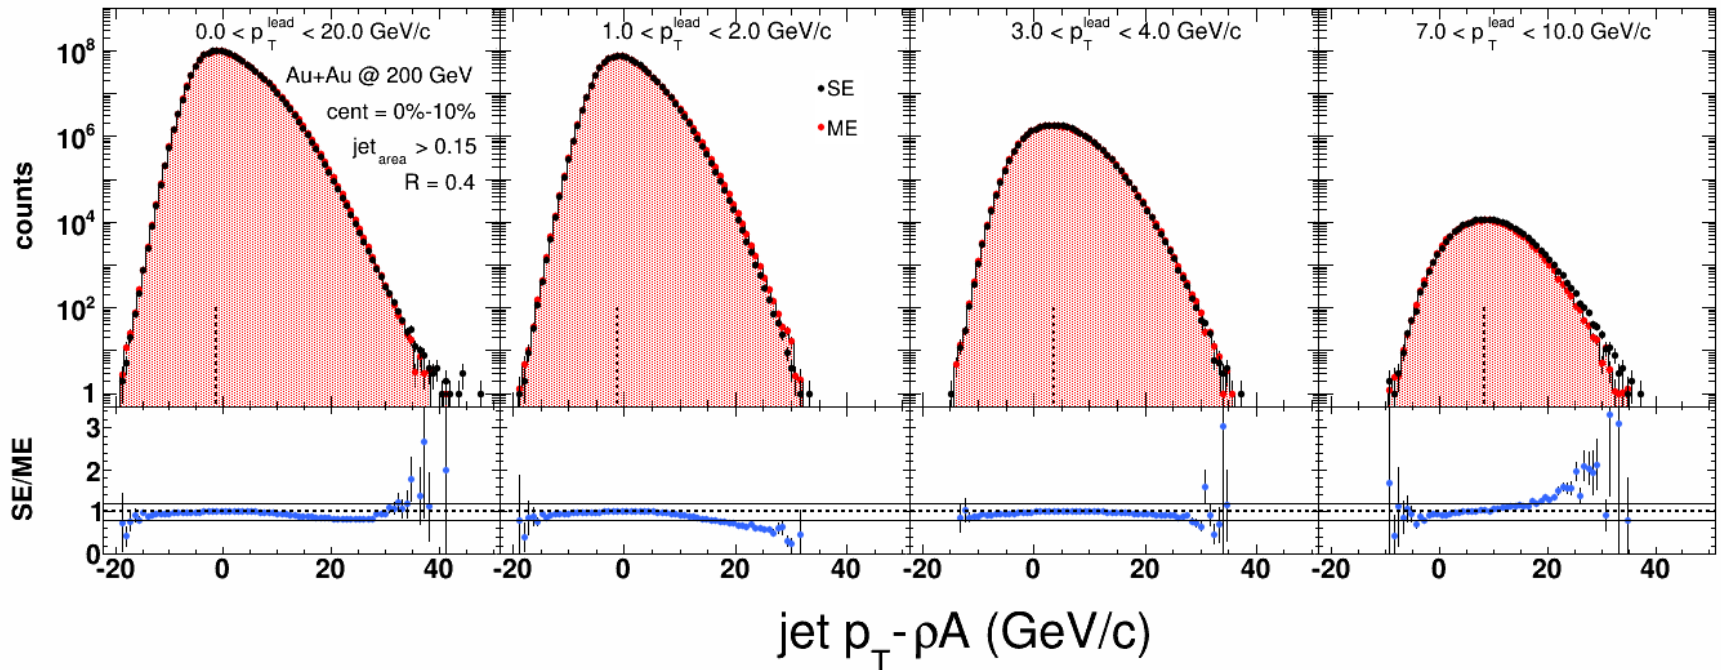 0.0 < p_T^lead < 20.0 GeV/c
1.0 < p_T^lead < 2.0 GeV/c
3.0 < p_T^lead < 4.0 GeV/c
7.0 < p_T^lead < 10.0 GeV/c
Au+Au @ 200 GeV
cent = 0%-10%
jet_area > 0.15
R = 0.4
SE
ME
counts
10^8
10^6
10^4
10^2
1
SE/ME
3
2
1
0
-20 0 20 40
-20 0 20 40
-20 0 20 40
-20 0 20 40
jet p_T-ρA (GeV/c)